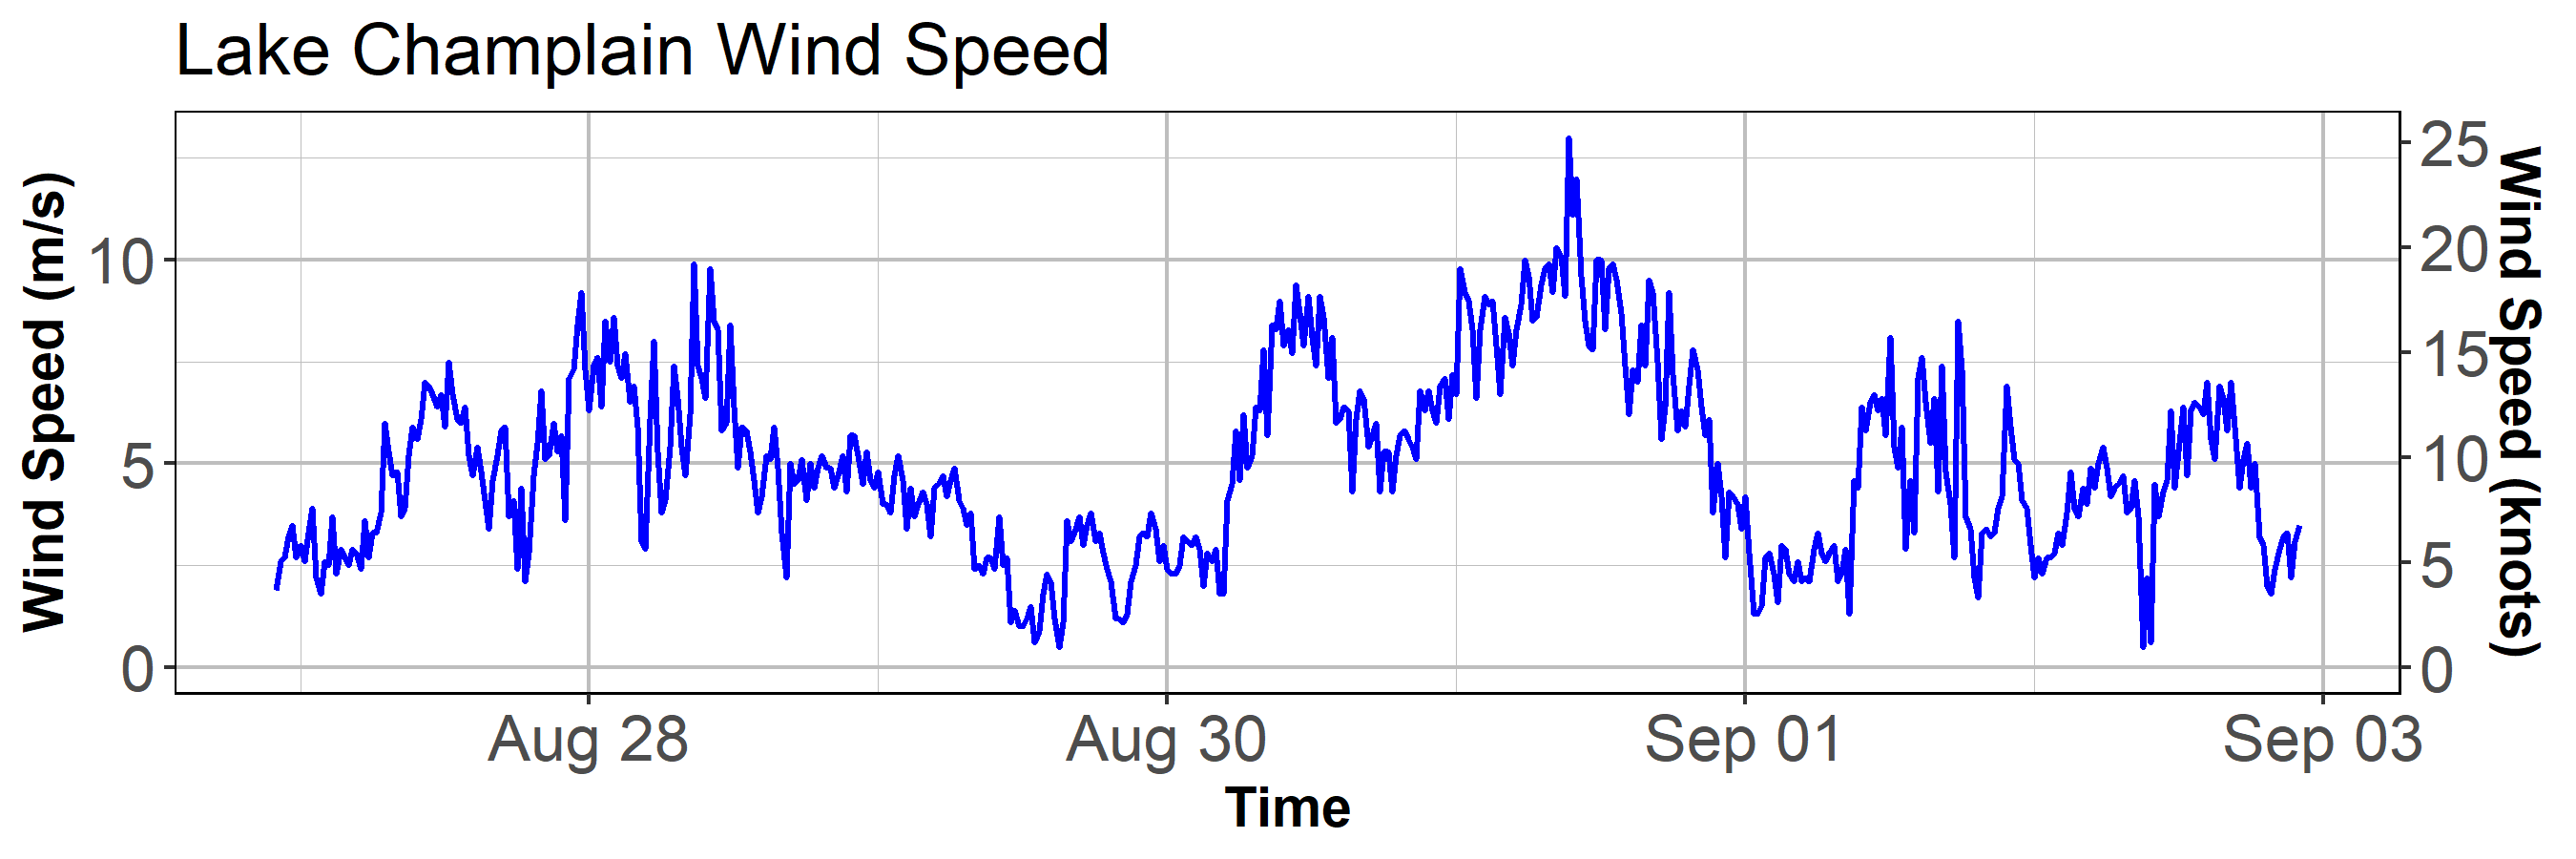 Lake Champlain Wind Speed
Wind Speed (m/s)
10
5
0
25
20
15
10
5
0
Wind Speed (knots)
Aug 28
Aug 30
Sep 01
Sep 03
Time